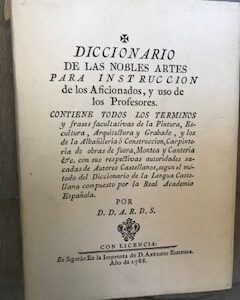 DICCIONARIO
DE LAS NOBLES ARTES
PARA INSTRUCCION
de los Aficionados, y uso de
los Profesores.
CONTIENE TODOS LOS TERMINOS
y frases facultativas de la Pintura, Es-
cultura, Arquitectura y Grabado, y los
de la Albañilería ò Construccion, Carpinte-
ria de obras de fuera, Montea y Cantería
&c. con sus respectivas autoridades sa-
cadas de Autores Castellanos, segun el mé-
todo del Diccionario de la Lengua Caste-
llana compuesto por la Real Academia
Española.
POR
D. D. A. R. D. S.
CON LICENCIA:
En Segovia: En la Imprenta de D. ANTONIO ESPINOSA.
Año de 1788.